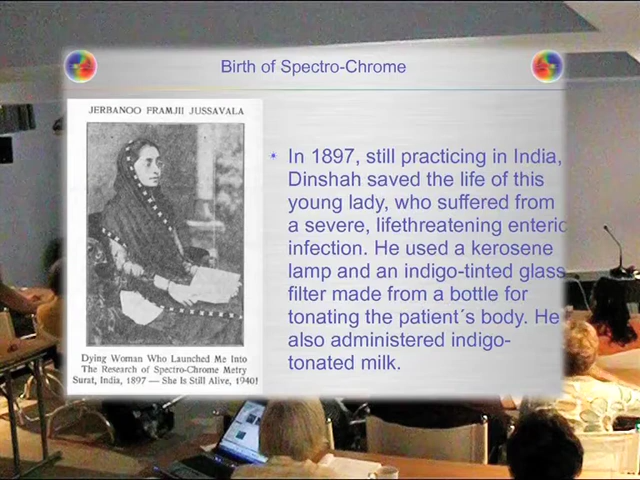 Birth of Spectro-Chrome
JERBANOO FRAMJI JUSSAVALA
Dying Woman Who Launched Me Into
The Research of Spectro-Chrome Metry
Surat, India, 1897 — She Is Still Alive, 1940!
In 1897, still practicing in India,
Dinshah saved the life of this
young lady, who suffered from
a severe, lifethreatening enteric
infection. He used a kerosene
lamp and an indigo-tinted glass
filter made from a bottle for
tonating the patient´s body. He
also administered indigo-
tonated milk.